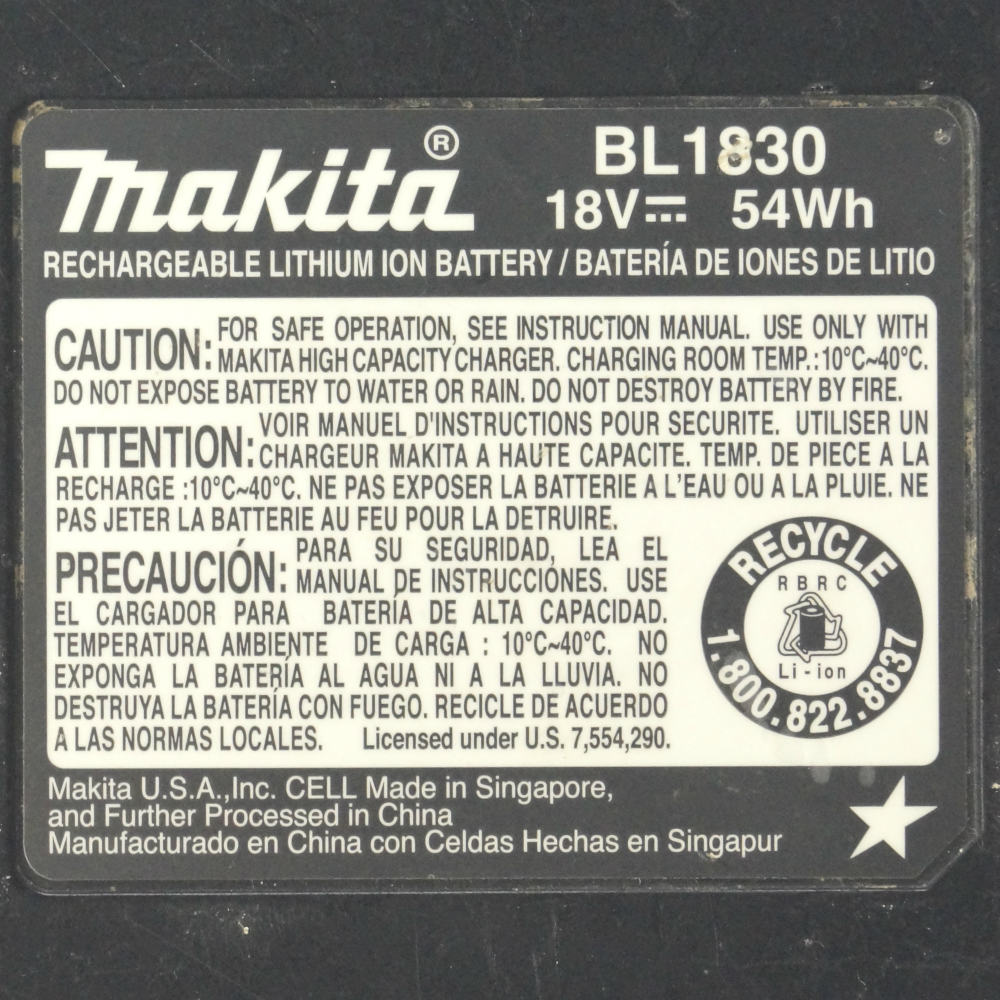 Makita®
BL1830
18V⎓ 54Wh
RECHARGEABLE LITHIUM ION BATTERY / BATERÍA DE IONES DE LITIO
CAUTION: FOR SAFE OPERATION, SEE INSTRUCTION MANUAL. USE ONLY WITH
MAKITA HIGH CAPACITY CHARGER. CHARGING ROOM TEMP.:10°C~40°C.
DO NOT EXPOSE BATTERY TO WATER OR RAIN. DO NOT DESTROY BATTERY BY FIRE.
ATTENTION: VOIR MANUEL D'INSTRUCTIONS POUR SECURITE. UTILISER UN
CHARGEUR MAKITA A HAUTE CAPACITE. TEMP. DE PIECE A LA
RECHARGE :10°C~40°C. NE PAS EXPOSER LA BATTERIE A L'EAU OU A LA PLUIE. NE
PAS JETER LA BATTERIE AU FEU POUR LA DETRUIRE.
PRECAUCIÓN: PARA SU SEGURIDAD, LEA EL
MANUAL DE INSTRUCCIÓNES. USE
EL CARGADOR PARA BATERÍA DE ALTA CAPACIDAD.
TEMPERATURA AMBIENTE DE CARGA : 10°C~40°C. NO
EXPONGA LA BATERÍA AL AGUA NI A LA LLUVIA. NO
DESTRUYA LA BATERÍA CON FUEGO. RECICLE DE ACUERDO
A LAS NORMAS LOCALES. Licensed under U.S. 7,554,290.
RECYCLE
RBRC
Li-ion
1.800.822.8837
Makita U.S.A.,Inc. CELL Made in Singapore,
and Further Processed in China
Manufacturado en China con Celdas Hechas en Singapur